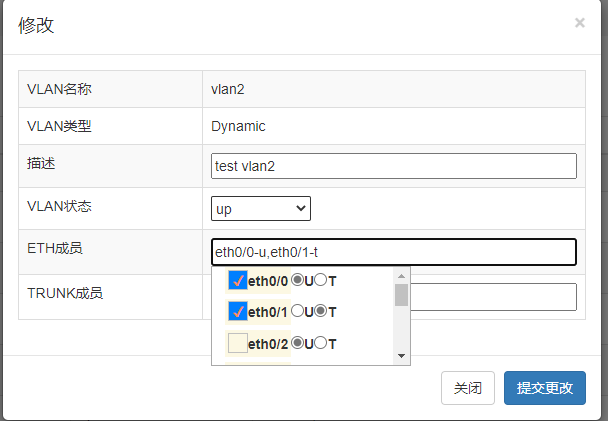 修改 ×
VLAN名称 vlan2
VLAN类型 Dynamic
描述 test vlan2
VLAN状态 up
ETH成员 eth0/0-u,eth0/1-t
eth0/0 U T
TRUNK成员
eth0/1 U T
eth0/2 U T
关闭 提交更改